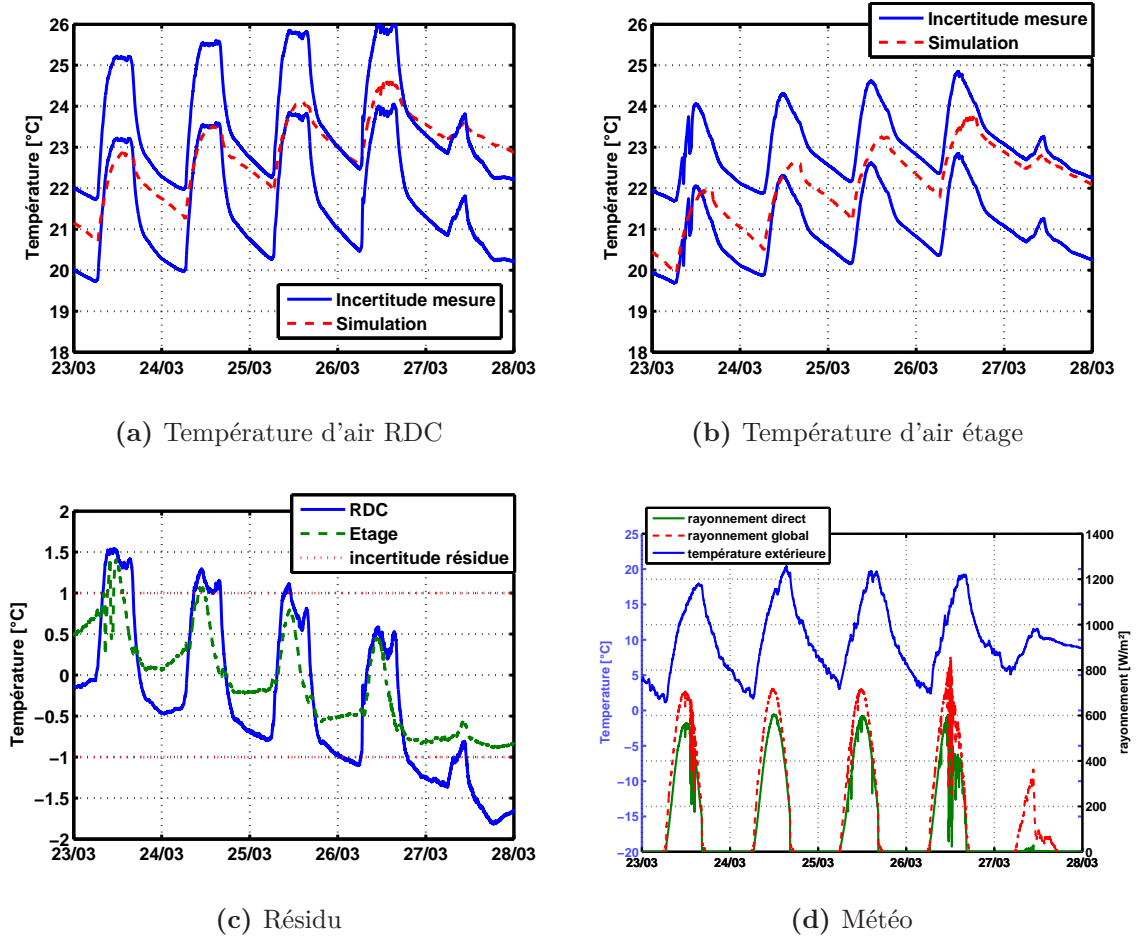 26
25
24
23
22
21
20
19
18
Température [°C]
23/03 24/03 25/03 26/03 27/03 28/03
Incertitude mesure
Simulation
(a) Température d'air RDC
26
25
24
23
22
21
20
19
18
Température [°C]
23/03 24/03 25/03 26/03 27/03 28/03
Incertitude mesure
Simulation
(b) Température d'air étage
2
1.5
1
0.5
0
−0.5
−1
−1.5
−2
Température [°C]
23/03 24/03 25/03 26/03 27/03 28/03
RDC
Etage
incertitude résidue
(c) Résidu
25
20
15
10
5
0
−5
−10
−15
−20
Temperature [°C]
23/03 24/03 25/03 26/03 27/03 28/03
rayonnement direct
rayonnement global
température extérieure
1400
1200
1000
800
600
400
200
0
rayonnement [W/m²]
(d) Météo